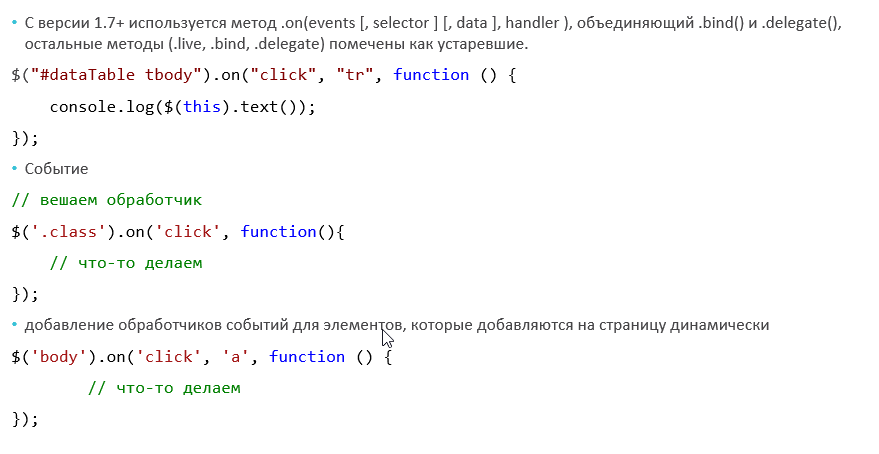 • С версии 1.7+ используется метод .on(events [, selector ] [, data ], handler ), объединяющий .bind() и .delegate(),
остальные методы (.live, .bind, .delegate) помечены как устаревшие.
$("#dataTable tbody").on("click", "tr", function () {
    console.log($(this).text());
});
• Событие
// вешаем обработчик
$('.class').on('click', function(){
    // что-то делаем
});
• добавление обработчиков событий для элементов, которые добавляются на страницу динамически
$('body').on('click', 'a', function () {
        // что-то делаем
});